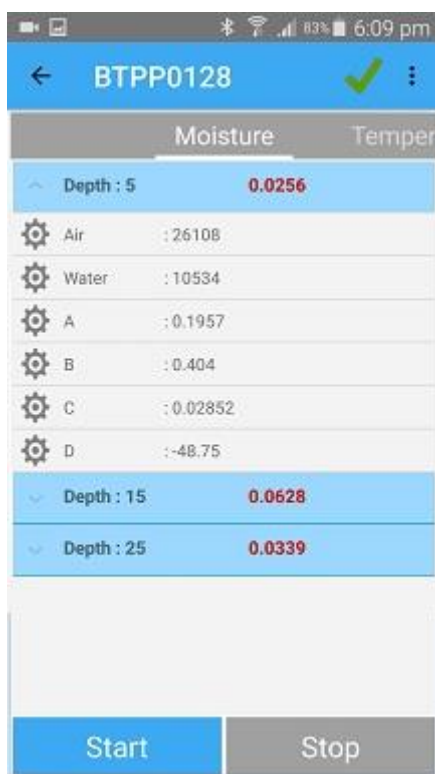 83% 6:09 pm
BTPP0128
Moisture Temper
Depth : 5 0.0256
Air : 26108
Water : 10534
A : 0.1957
B : 0.404
C : 0.02852
D :-48.75
Depth : 15 0.0628
Depth : 25 0.0339
Start Stop